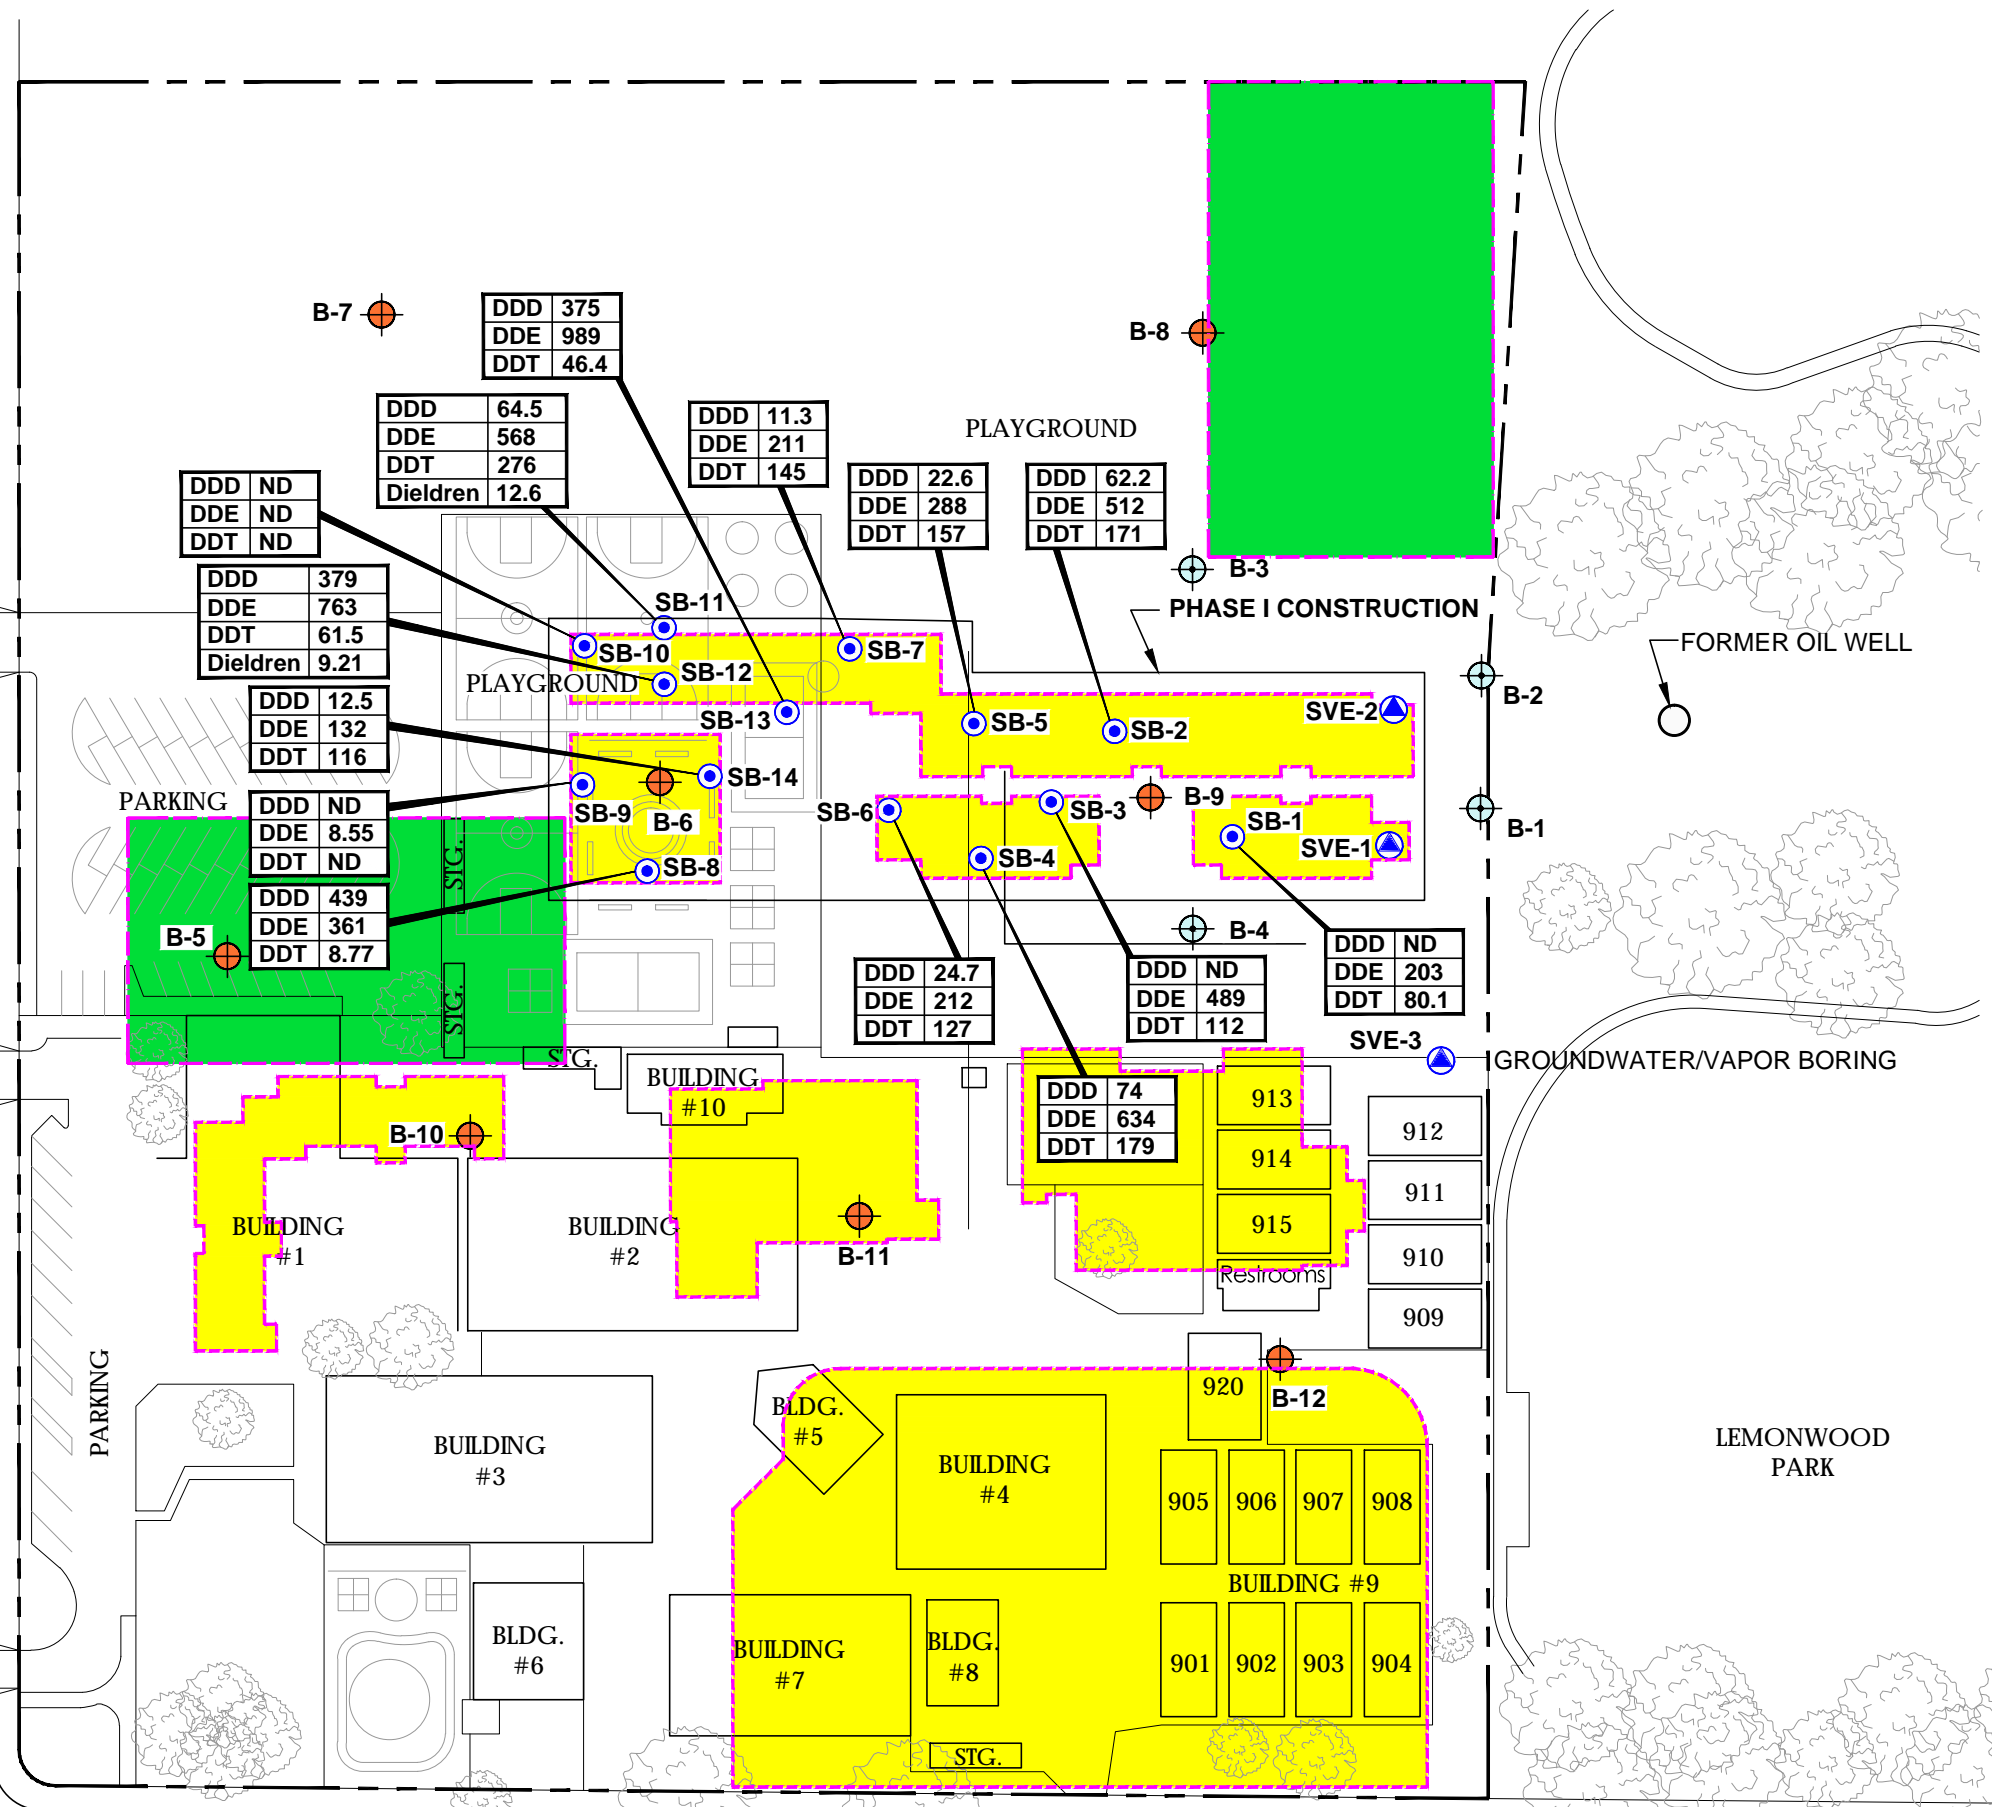 B-7
DDD 375
DDE 989
DDT 46.4
B-8
DDD 64.5
DDE 568
DDT 276
Dieldren 12.6
DDD 11.3
DDE 211
DDT 145
PLAYGROUND
DDD 22.6
DDE 288
DDT 157
DDD 62.2
DDE 512
DDT 171
DDD ND
DDE ND
DDT ND
DDD 379
DDE 763
DDT 61.5
Dieldren 9.21
B-3
PHASE I CONSTRUCTION
SB-11
SB-10
SB-7
FORMER OIL WELL
SB-12
PLAYGROUND
B-2
DDD 12.5
DDE 132
DDT 116
SB-13
SB-5
SB-2
SVE-2
SB-14
PARKING
DDD ND
DDE 8.55
DDT ND
SB-9
B-6
SB-6
SB-3
B-9
SB-1
B-1
SVE-1
STG.
SB-8
SB-4
DDD 439
DDE 361
DDT 8.77
B-5
B-4
DDD ND
DDE 203
DDT 80.1
DDD 24.7
DDE 212
DDT 127
DDD ND
DDE 489
DDT 112
STG.
SVE-3
GROUNDWATER/VAPOR BORING
STG.
BUILDING
#10
DDD 74
DDE 634
DDT 179
913
912
B-10
914
911
BUILDING
#1
BUILDING
#2
B-11
915
910
Restrooms
909
PARKING
920
B-12
BLDG.
#5
BUILDING
#3
BUILDING
#4
LEMONWOOD
PARK
905
906
907
908
BUILDING #9
BLDG.
#6
BUILDING
#7
BLDG.
#8
901
902
903
904
STG.